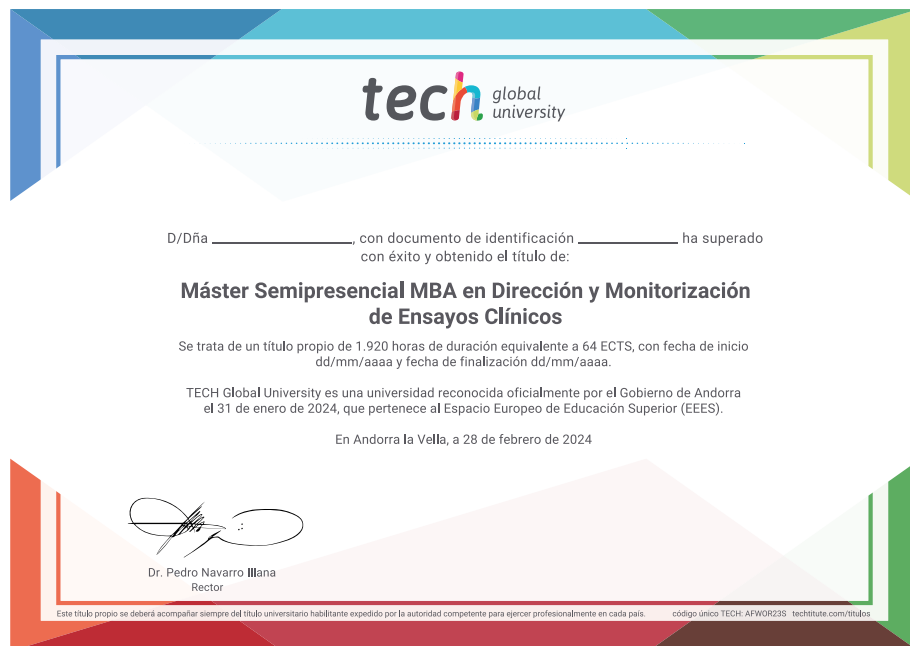 tech global university
D/Dña ____________, con documento de identificación ____________ ha superado
con éxito y obtenido el título de:
Máster Semipresencial MBA en Dirección y Monitorización
de Ensayos Clínicos
Se trata de un título propio de 1.920 horas de duración equivalente a 64 ECTS, con fecha de inicio
dd/mm/aaaa y fecha de finalización dd/mm/aaaa.
TECH Global University es una universidad reconocida oficialmente por el Gobierno de Andorra
el 31 de enero de 2024, que pertenece al Espacio Europeo de Educación Superior (EEES).
En Andorra la Vella, a 28 de febrero de 2024
Dr. Pedro Navarro Illana
Rector
Este título propio se deberá acompañar siempre del título universitario habilitante expedido por la autoridad competente para ejercer profesionalmente en cada país. código único TECH: AFWOR23S techtitute.com/titulos